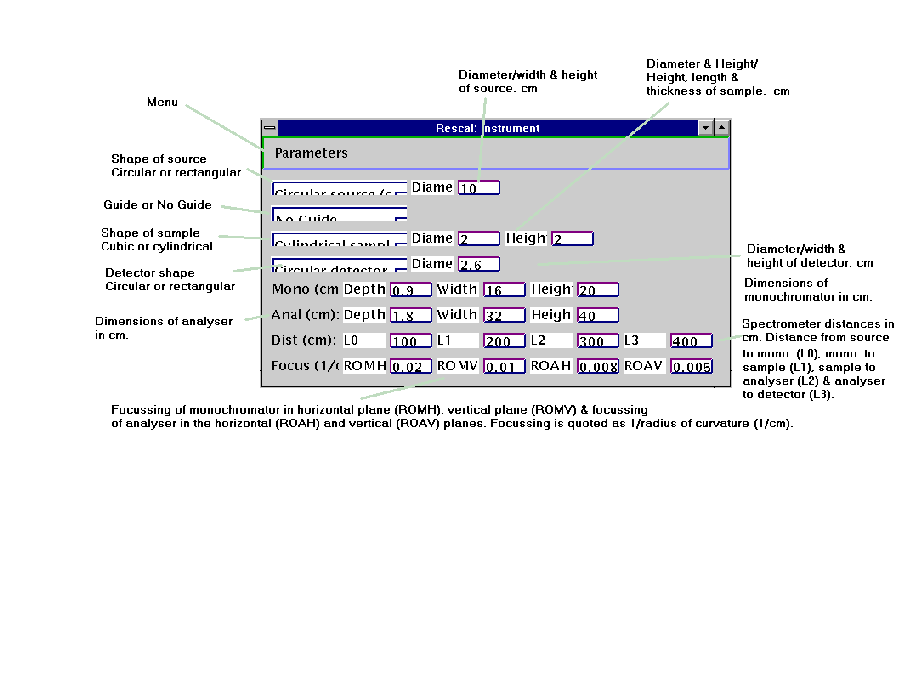 Diameter & Height/
Height, length &
thickness of sample. cm
Diameter/width & height
of source. cm
Menu
Rescal: Instrument
Parameters
Shape of source
Circular or rectangular
Circular source (c
Diame 10
Guide or No Guide
No Guide
Shape of sample
Cubic or cylindrical
Cylindrical sampl
Diame 2 Heigh 2
Detector shape
Circular or rectangular
Circular detector
Diame 2.6
Diameter/width &
height of detector. cm
Mono (cm Depth 0.9 Width 16 Heigh 20
Dimensions of
monochromator in cm.
Dimensions of analyser
in cm.
Anal (cm): Depth 1.8 Width 32 Heigh 40
Dist (cm): L0 100 L1 200 L2 300 L3 400
Spectrometer distances in
cm. Distance from source
to mono (L0), mono to
sample (L1), sample to
analyser (L2) & analyser
to detector (L3).
Focus (1/c ROMH 0.02 ROMV 0.01 ROAH 0.008 ROAV 0.005
Focussing of monochromator in horizontal plane (ROMH), vertical plane (ROMV) & focussing
of analyser in the horizontal (ROAH) and vertical (ROAV) planes. Focussing is quoted as 1/radius of curvature (1/cm).